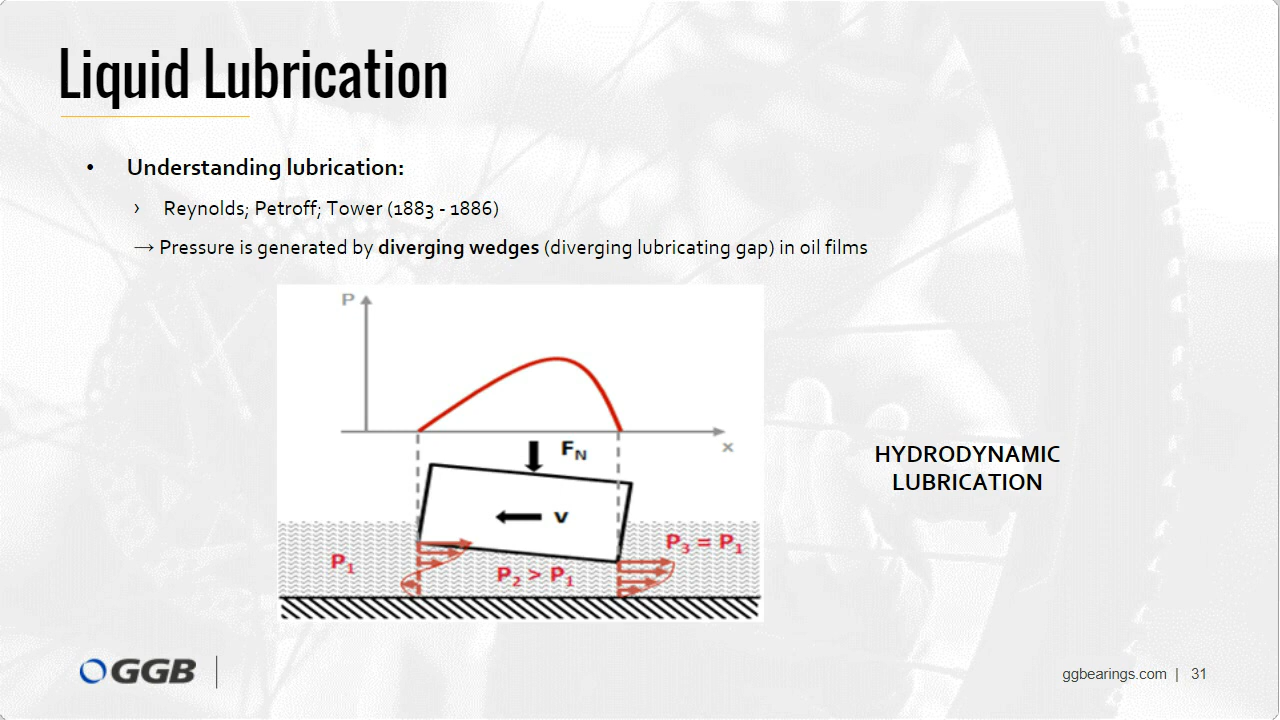 Liquid Lubrication
• Understanding lubrication:
› Reynolds; Petroff; Tower (1883 - 1886)
→ Pressure is generated by diverging wedges (diverging lubricating gap) in oil films
P
x
FN
v
P1
P2 > P1
P3 = P1
HYDRODYNAMIC
LUBRICATION
GGB
ggbearings.com | 31